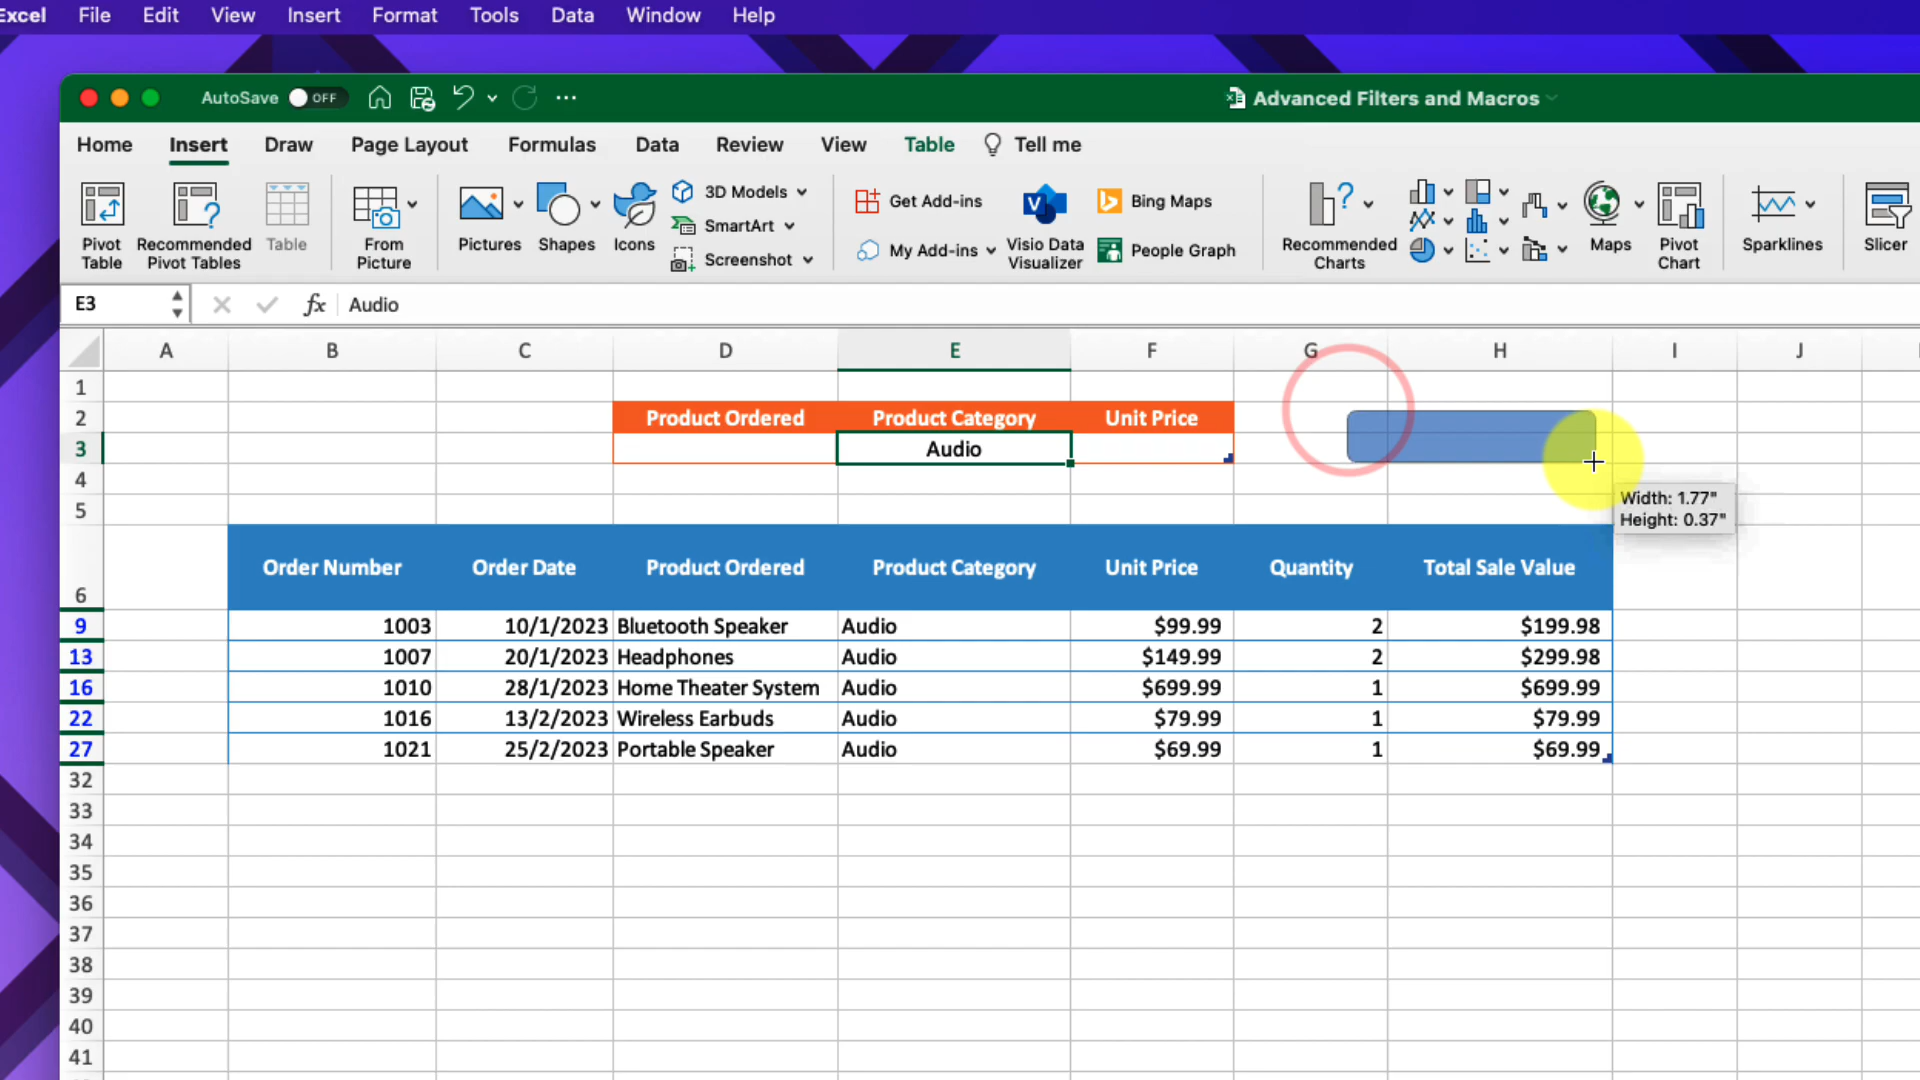 Excel File Edit View Insert Format Tools Data Window Help
AutoSave OFF Advanced Filters and Macros
Home Insert Draw Page Layout Formulas Data Review View Table Tell me
Pivot Table
Recommended Pivot Tables
Table
From Picture
Pictures
Shapes
Icons
3D Models
SmartArt
Screenshot
Get Add-ins
My Add-ins
Visio Data Visualizer
Bing Maps
People Graph
Recommended Charts
Maps
Pivot Chart
Sparklines
Slicer
E3 fx Audio
A B C D E F G H I J
1
2 Product Ordered Product Category Unit Price
3 Audio
4
5
Width: 1.77"
Height: 0.37"
6 Order Number Order Date Product Ordered Product Category Unit Price Quantity Total Sale Value
9 1003 10/1/2023 Bluetooth Speaker Audio $99.99 2 $199.98
13 1007 20/1/2023 Headphones Audio $149.99 2 $299.98
16 1010 28/1/2023 Home Theater System Audio $699.99 1 $699.99
22 1016 13/2/2023 Wireless Earbuds Audio $79.99 1 $79.99
27 1021 25/2/2023 Portable Speaker Audio $69.99 1 $69.99
32
33
34
35
36
37
38
39
40
41